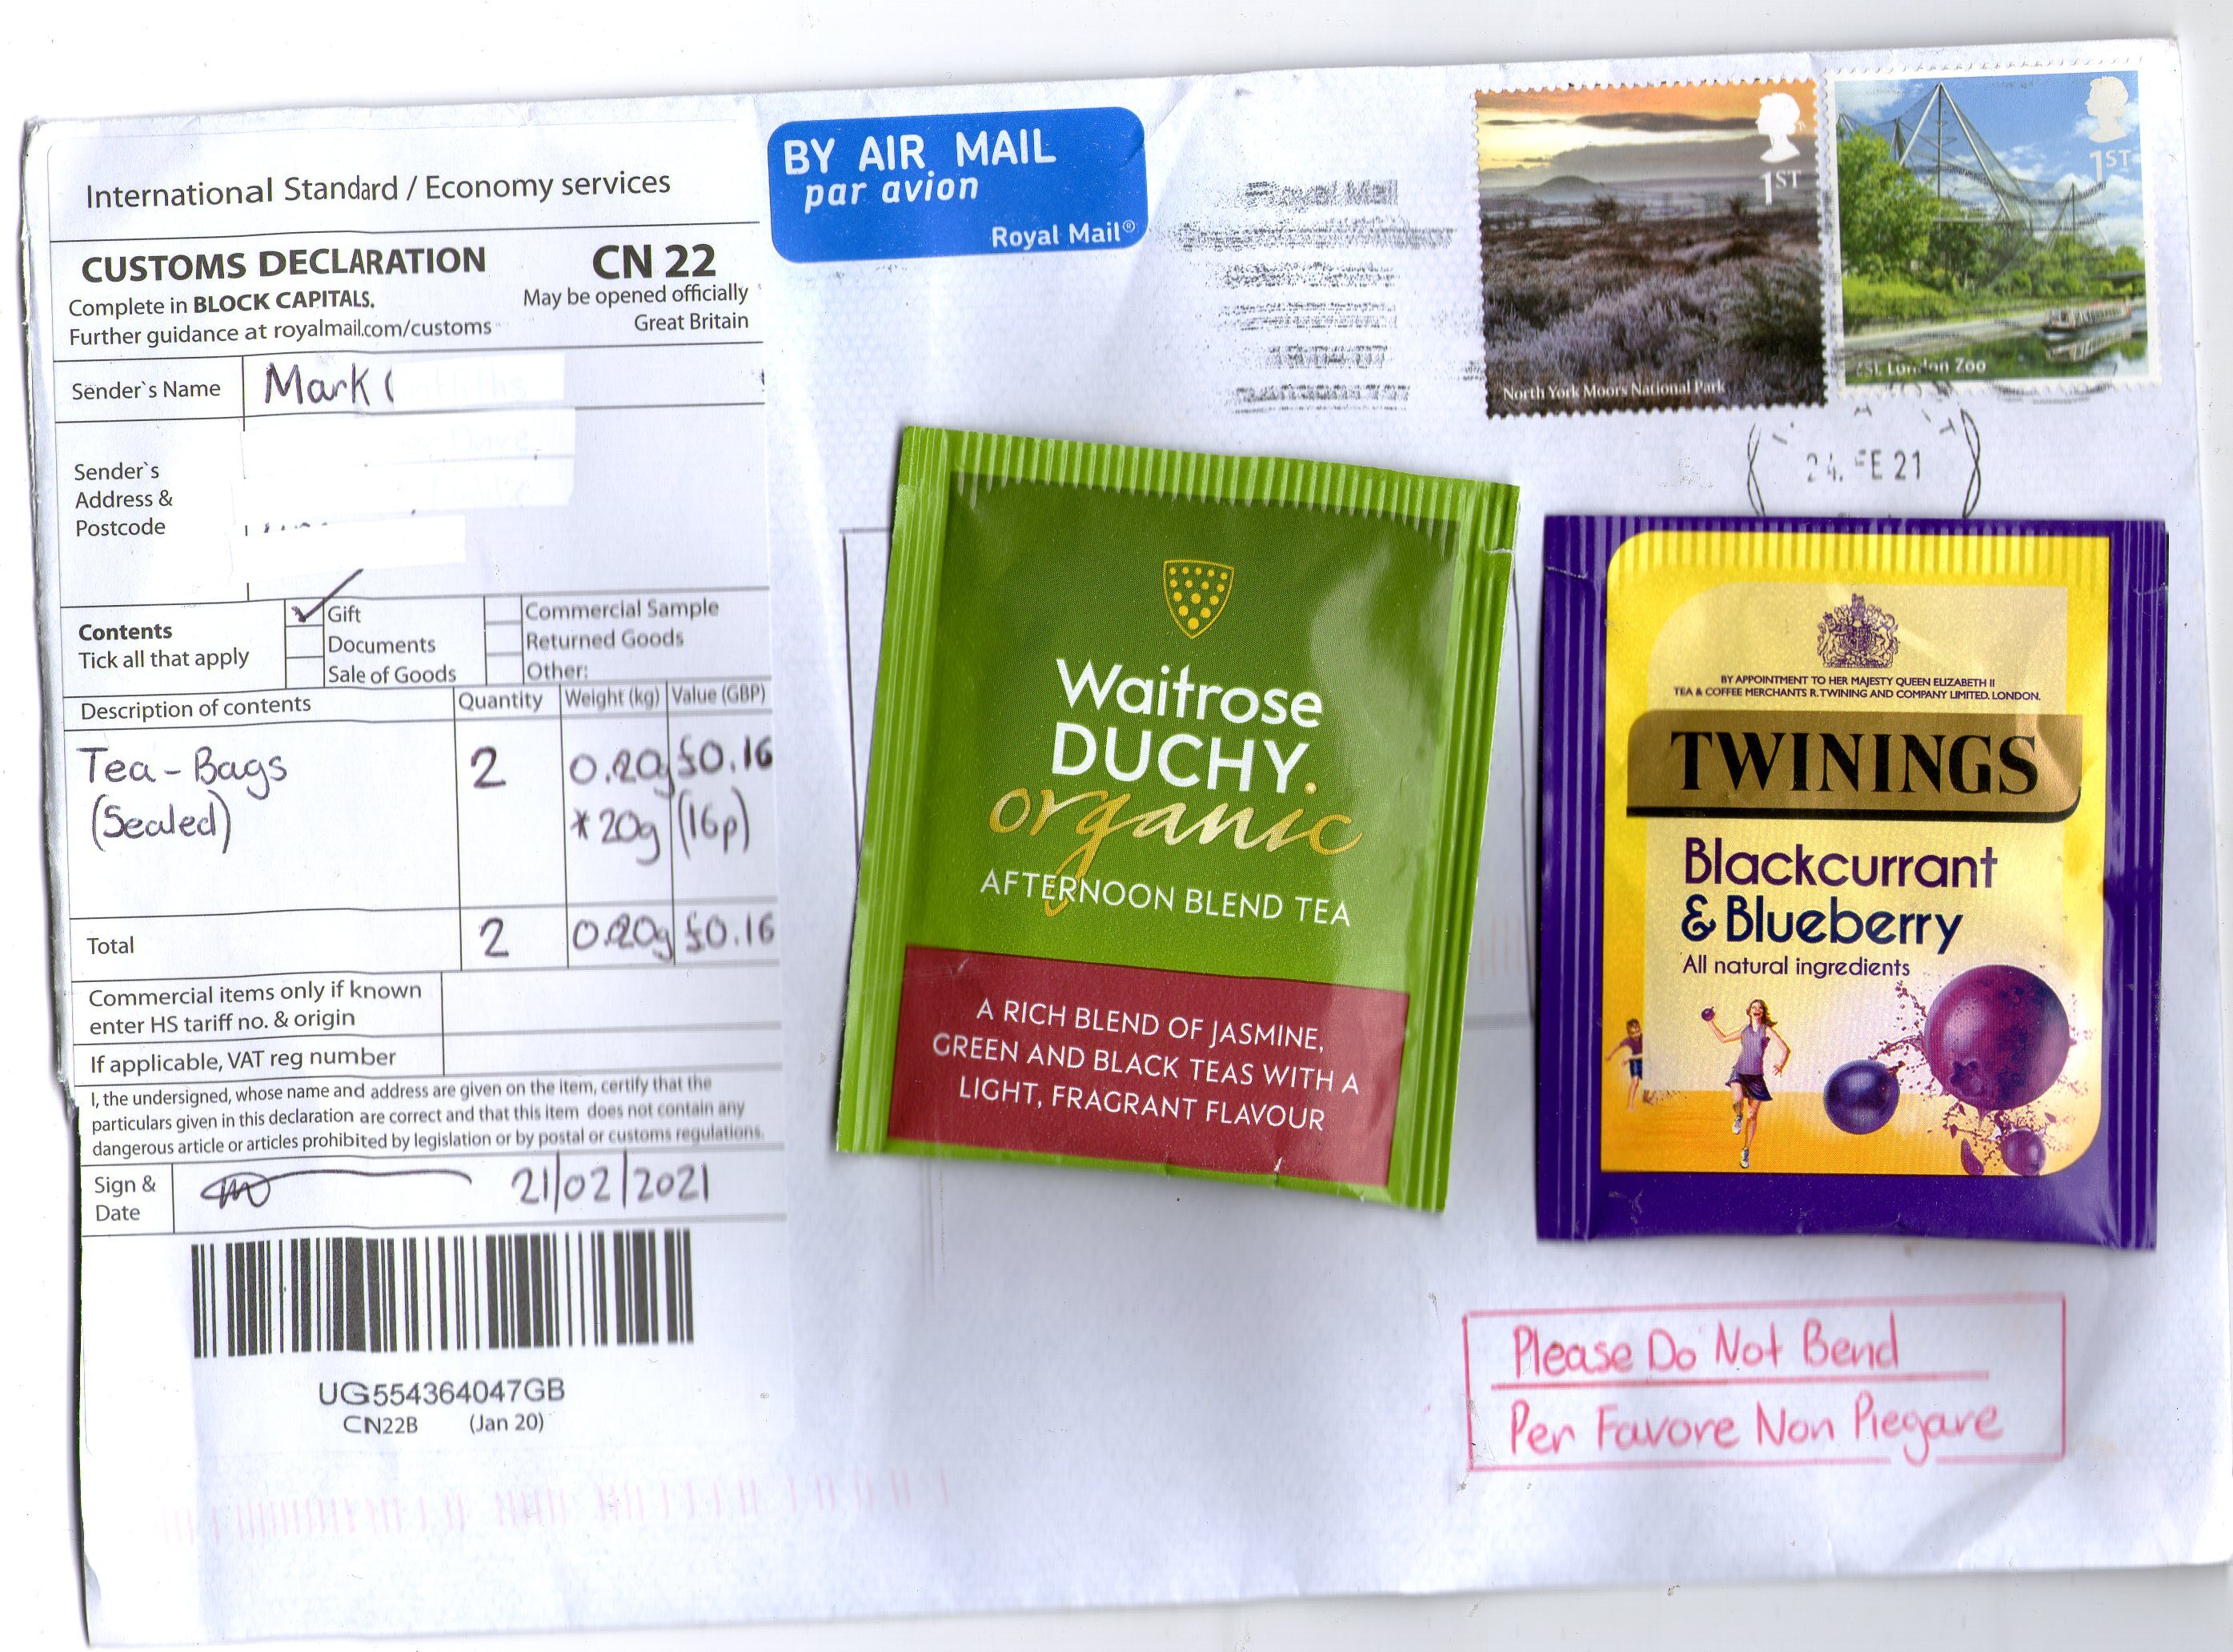 International Standard / Economy services
CUSTOMS DECLARATION
CN 22
Complete in BLOCK CAPITALS.
May be opened officially
Further guidance at royalmail.com/customs
Great Britain
Sender`s Name
Mark
Sender`s
Address &
Postcode
Contents
Tick all that apply
Gift
Commercial Sample
Documents
Returned Goods
Sale of Goods
Other:
Description of contents
Quantity
Weight (kg)
Value (GBP)
Tea-Bags
2
0.20g
£0.16
(Sealed)
*20g
(16p)
Total
2
0.20g
£0.16
Commercial items only if known
enter HS tariff no. & origin
If applicable, VAT reg number
I, the undersigned, whose name and address are given on the item, certify that the
particulars given in this declaration are correct and that this item does not contain any
dangerous article or articles prohibited by legislation or by postal or customs regulations.
Sign &
Date
21/02/2021
UG554364047GB
CN22B (Jan 20)
BY AIR MAIL
par avion
Royal Mail®
Royal Mail
1ST
North York Moors National Park
1ST
London Zoo
24. FE 21
Waitrose
DUCHY.
organic
AFTERNOON BLEND TEA
A RICH BLEND OF JASMINE,
GREEN AND BLACK TEAS WITH A
LIGHT, FRAGRANT FLAVOUR
BY APPOINTMENT TO HER MAJESTY QUEEN ELIZABETH II
TEA & COFFEE MERCHANTS R. TWINING AND COMPANY LIMITED. LONDON.
TWININGS
Blackcurrant
& Blueberry
All natural ingredients
Please Do Not Bend
Per Favore Non Piegare